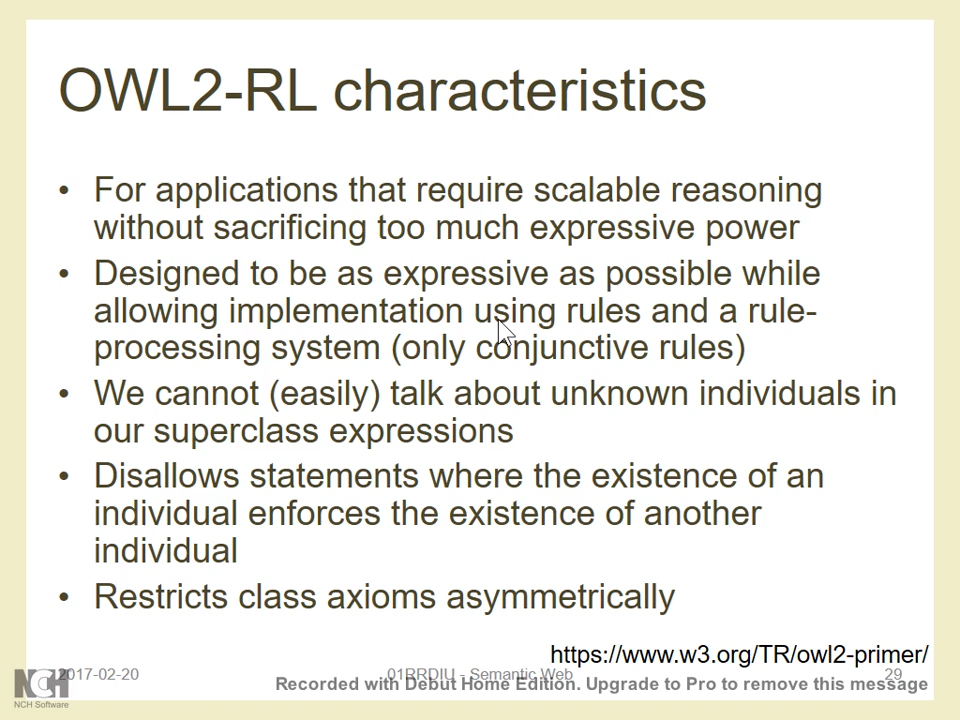 OWL2-RL characteristics
• For applications that require scalable reasoning
without sacrificing too much expressive power
• Designed to be as expressive as possible while
allowing implementation using rules and a rule-
processing system (only conjunctive rules)
• We cannot (easily) talk about unknown individuals in
our superclass expressions
• Disallows statements where the existence of an
individual enforces the existence of another
individual
• Restricts class axioms asymmetrically
https://www.w3.org/TR/owl2-primer/
2017-02-20
01RRDIU - Semantic Web
29
Recorded with Debut Home Edition. Upgrade to Pro to remove this message
NCH
NCH Software